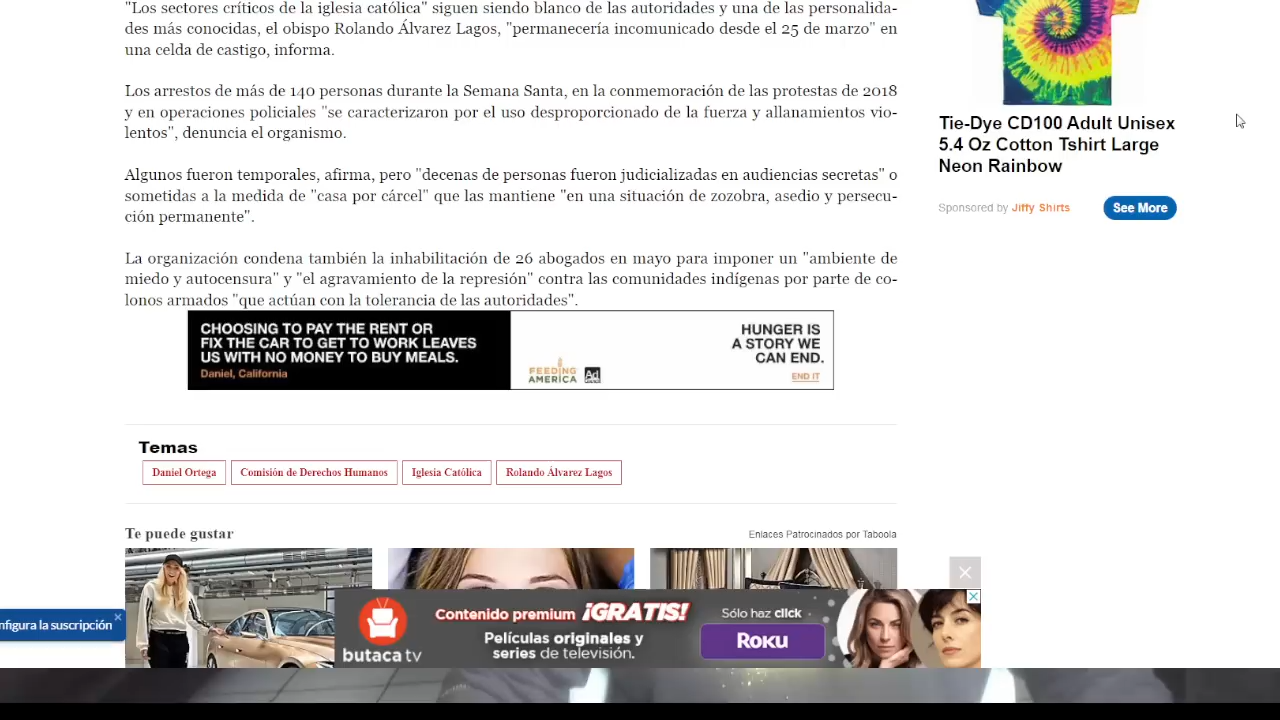 "Los sectores críticos de la iglesia católica" siguen siendo blanco de las autoridades y una de las personalida-
des más conocidas, el obispo Rolando Álvarez Lagos, "permanecería incomunicado desde el 25 de marzo" en
una celda de castigo, informa.
Los arrestos de más de 140 personas durante la Semana Santa, en la conmemoración de las protestas de 2018
y en operaciones policiales "se caracterizaron por el uso desproporcionado de la fuerza y allanamientos vio-
lentos", denuncia el organismo.
Algunos fueron temporales, afirma, pero "decenas de personas fueron judicializadas en audiencias secretas" o
sometidas a la medida de "casa por cárcel" que las mantiene "en una situación de zozobra, asedio y persecu-
ción permanente".
La organización condena también la inhabilitación de 26 abogados en mayo para imponer un "ambiente de
miedo y autocensura" y "el agravamiento de la represión" contra las comunidades indígenas por parte de co-
lonos armados "que actúan con la tolerancia de las autoridades".
Tie-Dye CD100 Adult Unisex
5.4 Oz Cotton Tshirt Large
Neon Rainbow
Sponsored by Jiffy Shirts
See More
CHOOSING TO PAY THE RENT OR
FIX THE CAR TO GET TO WORK LEAVES
US WITH NO MONEY TO BUY MEALS.
Daniel, California
FEEDING
AMERICA
Ad
HUNGER IS
A STORY WE
CAN END.
END IT
Temas
Daniel Ortega
Comisión de Derechos Humanos
Iglesia Católica
Rolando Álvarez Lagos
Te puede gustar
Enlaces Patrocinados por Taboola
nfigura la suscripción
butaca tv
Contenido premium ¡GRATIS!
Películas originales y
series de televisión.
Sólo haz click
Roku